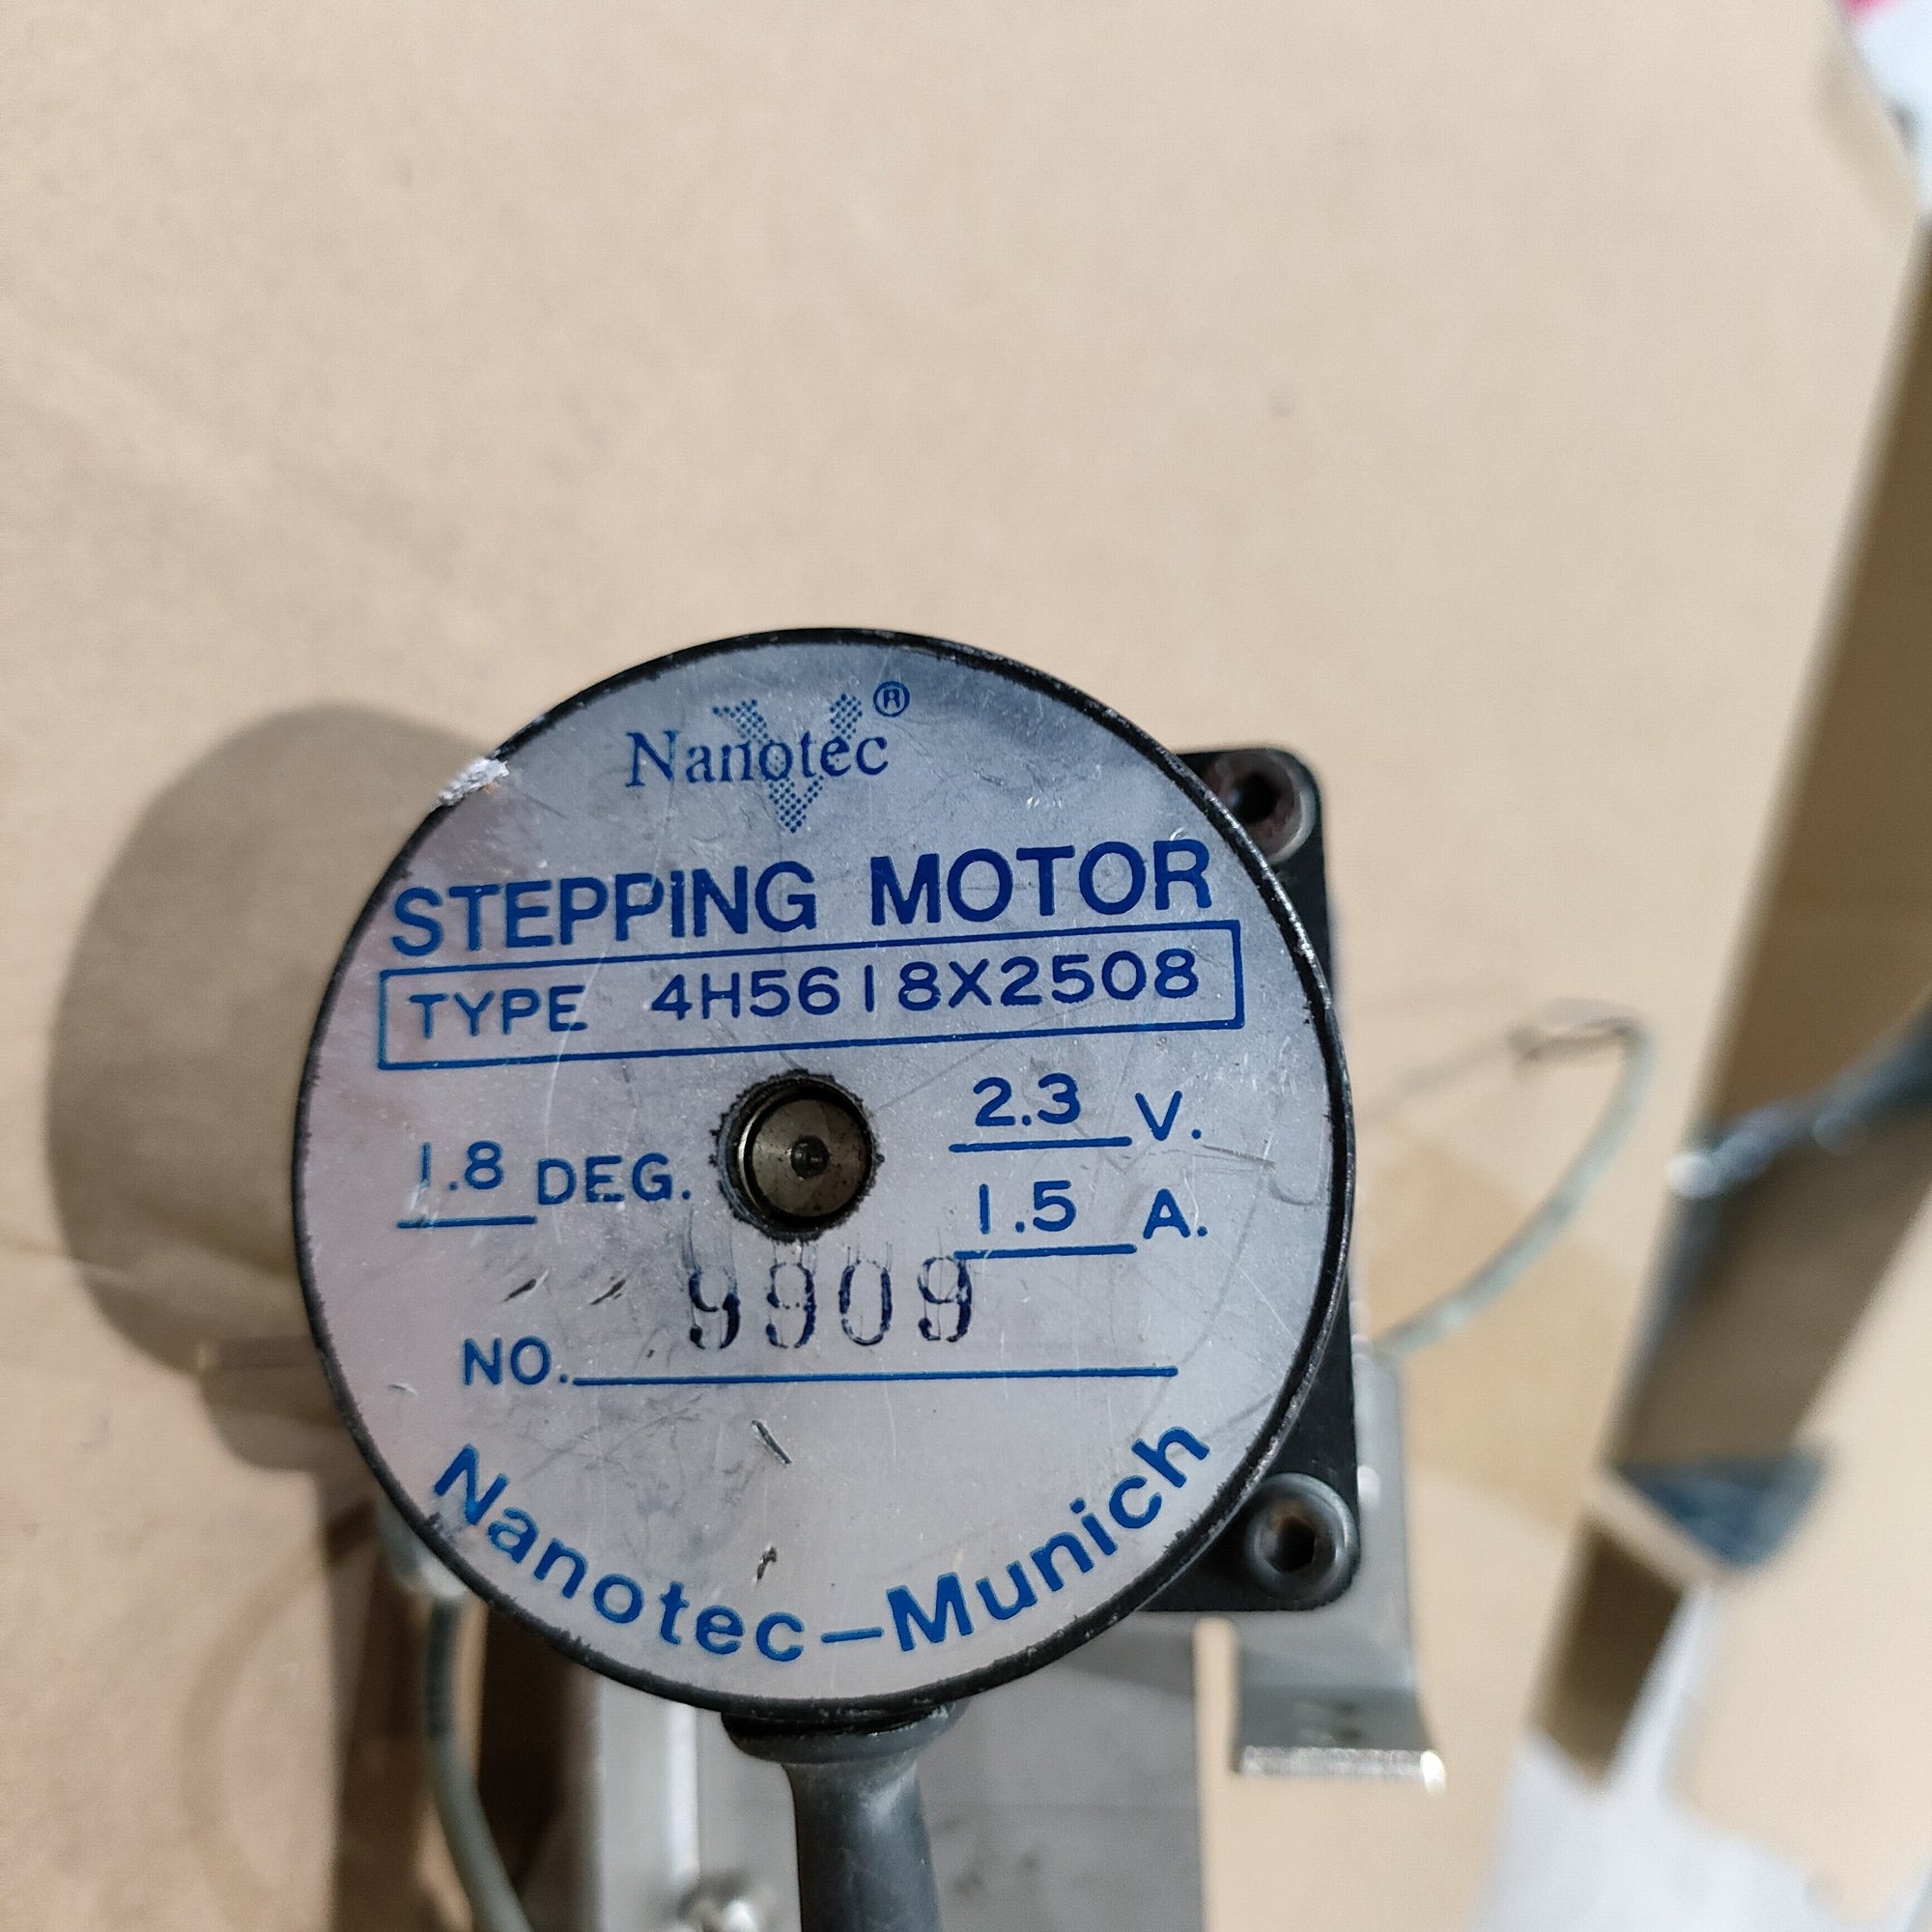 Nanotec®
STEPPING MOTOR
TYPE 4H5618X2508
2.3 V.
1.8 DEG.
1.5 A.
9909
NO.
Nanotec-Munich